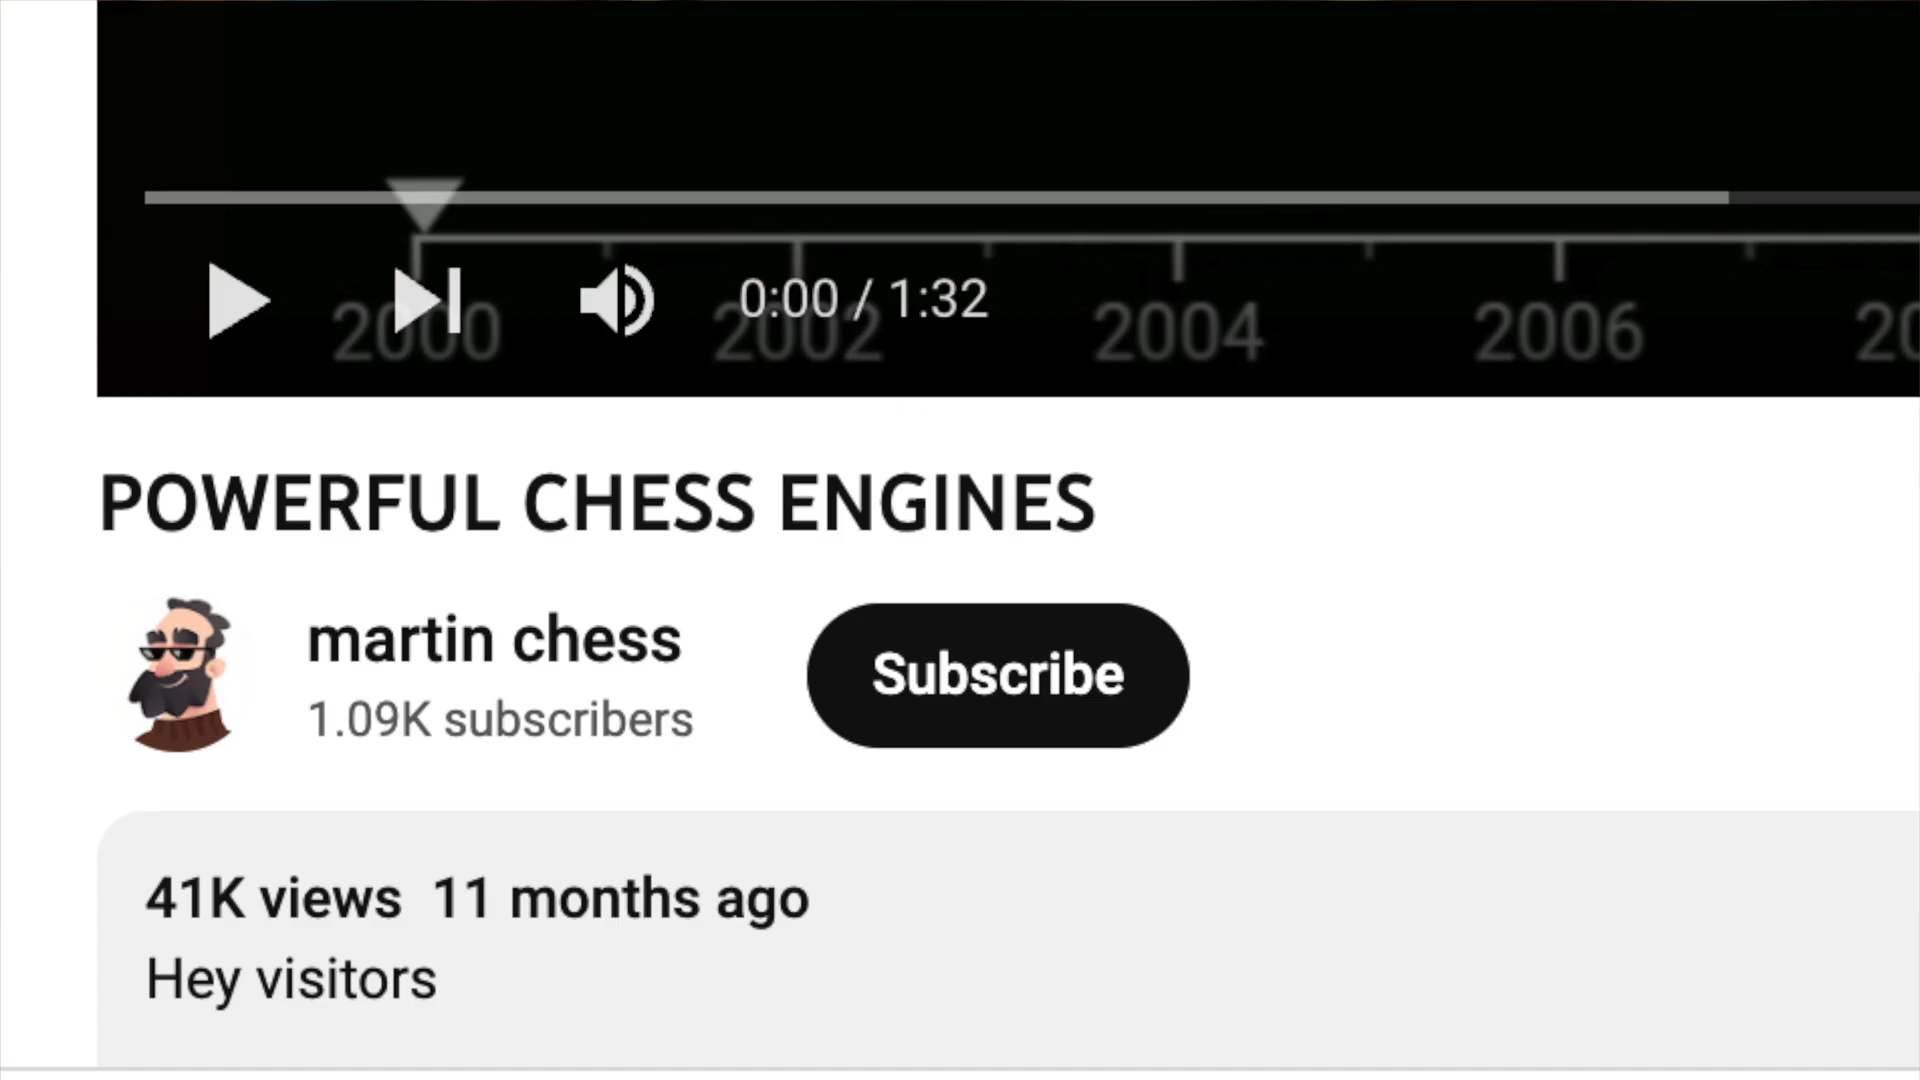 0:00 / 1:32
2000 2002 2004 2006 20
POWERFUL CHESS ENGINES
martin chess
1.09K subscribers
Subscribe
41K views 11 months ago
Hey visitors